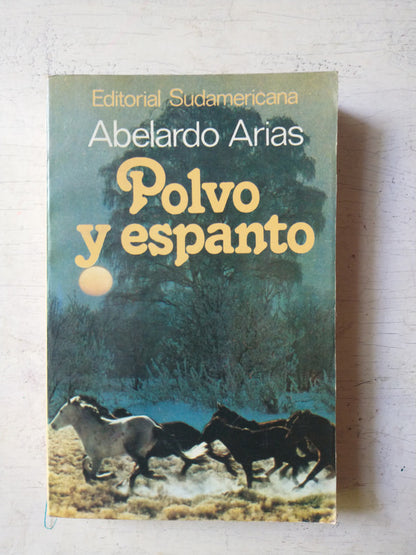 Editorial Sudamericana
Abelardo Arias
Polvo
y espanto